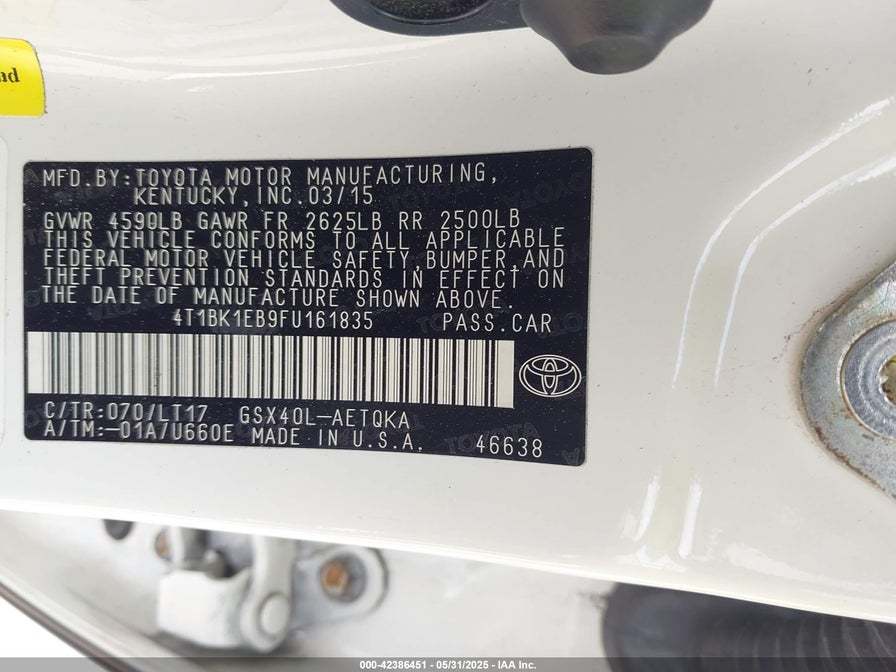 ad
MFD.BY:TOYOTA MOTOR MANUFACTURING,
KENTUCKY,INC.03/15
GVWR 4590LB GAWR FR 2625LB RR 2500LB
THIS VEHICLE CONFORMS TO ALL APPLICABLE
FEDERAL MOTOR VEHICLE SAFETY,BUMPER,AND
THEFT PREVENTION STANDARDS IN EFFECT ON
THE DATE OF MANUFACTURE SHOWN ABOVE.
4T1BK1EB9FU161835 PASS.CAR
C/TR:070/LT17 GSX40L-AETQKA
A/TM:-01A/U660E MADE IN U.S.A. 46638
000-42386451 - 05/31/2025 - IAA Inc.